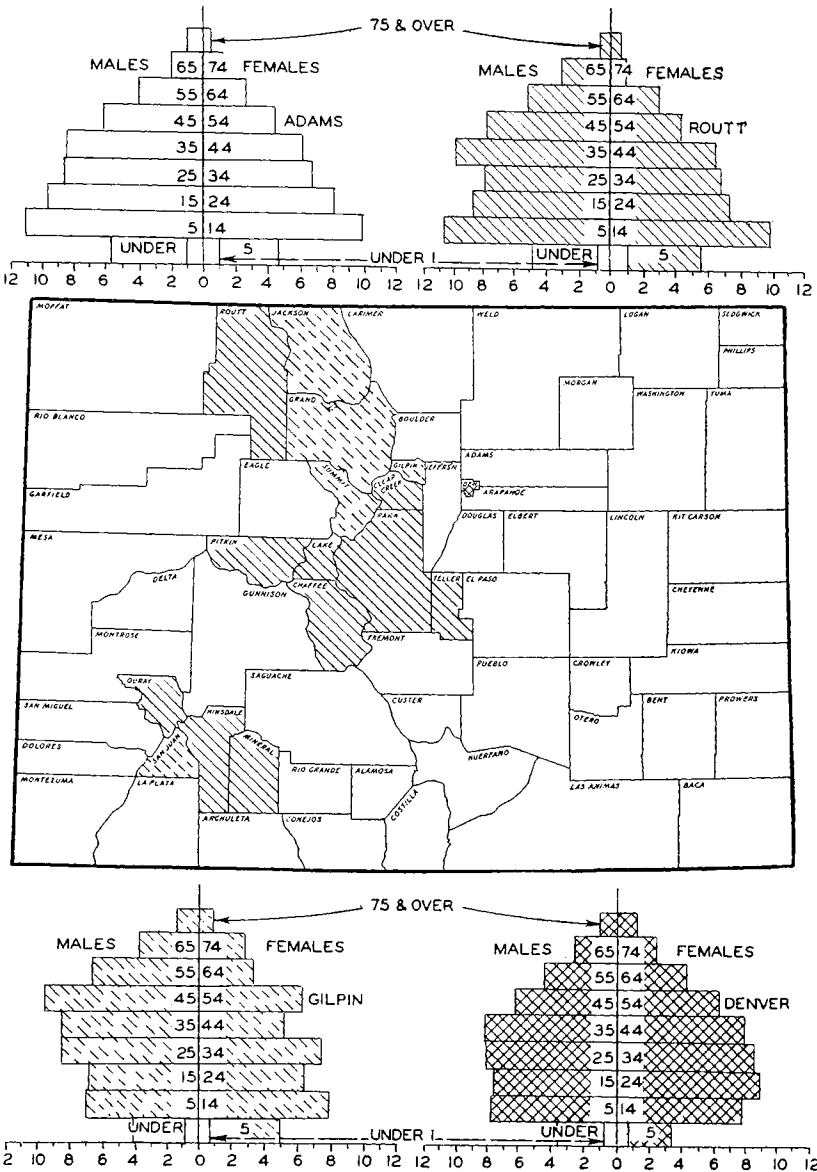 75 & OVER
MALES 65 74 FEMALES
55 64
45 54 ADAMS
35 44
25 34
15 24
5 14
UNDER 5
12 10 8 6 4 2 0 2 4 6 8 10 12
MALES 65 74 FEMALES
55 64
45 54 ROUTT
35 44
25 34
15 24
5 14
UNDER 5
UNDER 1
12 10 8 6 4 2 0 2 4 6 8 10 12
MOFFAT
ROUTT
JACKSON
LARIMER
WELD
LOGAN
SEDGWICK
PHILLIPS
MORGAN
WASHINGTON
YUMA
RIO BLANCO
GRAND
BOULDER
ADAMS
GARFIELD
EAGLE
SUMMIT
GILPIN
JEFFERSN
CLEAR CREEK
ARAPAHOE
MESA
PITKIN
LAKE
PARK
DOUGLAS
ELBERT
LINCOLN
KIT CARSON
DELTA
GUNNISON
CHAFFEE
TELLER
EL PASO
CHEYENNE
MONTROSE
FREMONT
KIOWA
OURAY
SAGUACHE
PUEBLO
CROWLEY
SAN MIGUEL
HINSDALE
CUSTER
OTERO
BENT
PROWERS
DOLORES
SAN JUAN
MINERAL
RIO GRANDE
ALAMOSA
HUERFANO
MONTEZUMA
LA PLATA
ARCHULETA
CONEJOS
COSTILLA
LAS ANIMAS
BACA
75 & OVER
MALES 65 74 FEMALES
55 64
45 54 GILPIN
35 44
25 34
15 24
5 14
UNDER 5
12 10 8 6 4 2 0 2 4 6 8 10 12
MALES 65 74 FEMALES
55 64
45 54 DENVER
35 44
25 34
15 24
5 14
UNDER 5
UNDER 1
12 10 8 6 4 2 0 2 4 6 8 10 12